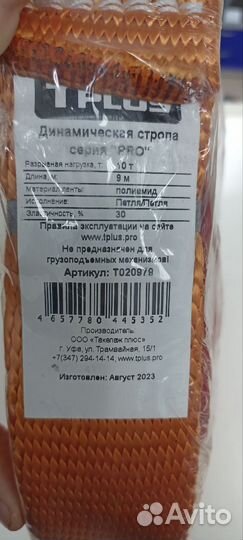 TPLUS
Динамическая стропа
серия "PRO"
Разрывная нагрузка, т 10 т
Длина, м 9 м
Материал ленты: полиамид
Исполнение: Петля/Петля
Эластичность, % 30
Правила эксплуатации на сайте
www.tplus.pro
Не предназначен для
грузоподъемных механизмов!
Артикул: T020979
4 657780 445352
Производитель:
ООО «Такелаж плюс»
г. Уфа, ул. Трамвайная, 15/1
+7(347) 294-14-14, www.tplus.pro
Изготовлен: Август 2023
Avito